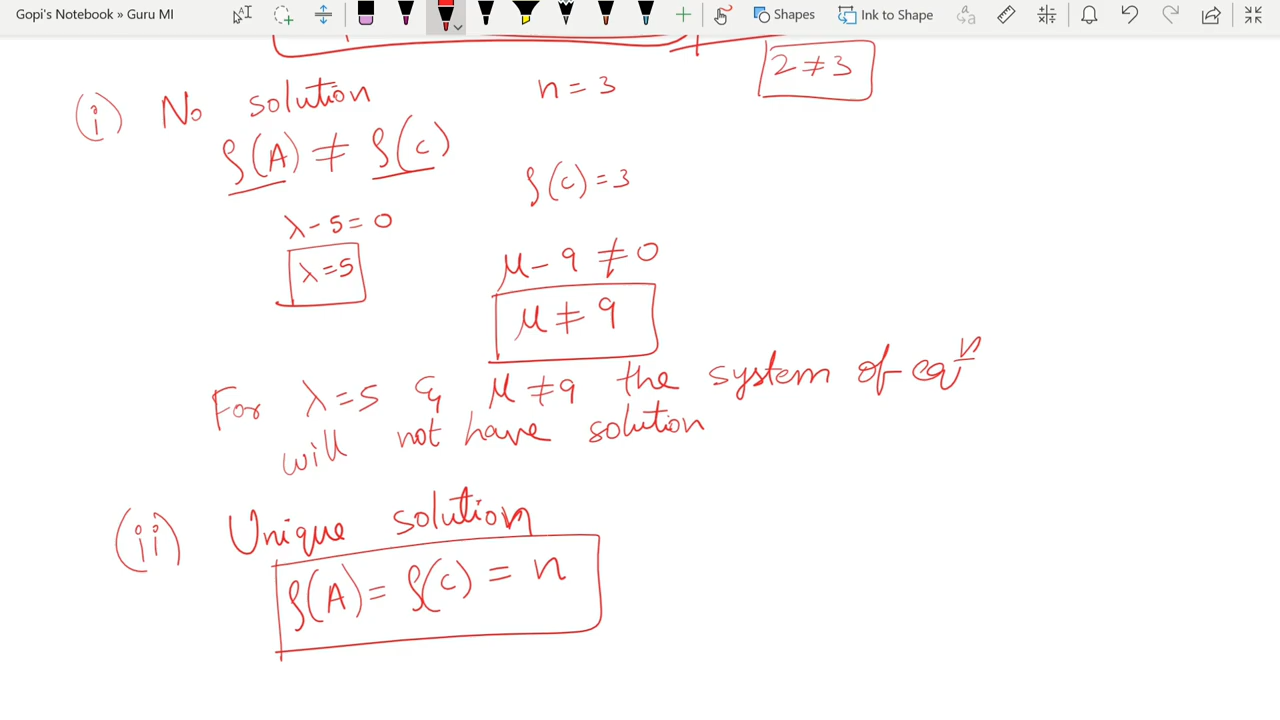 Gopi's Notebook » Guru MI
Shapes
Ink to Shape
2 ≠ 3
(i) No solution n = 3
ρ(A) ≠ ρ(C)
ρ(C) = 3
λ - 5 = 0
λ = 5
μ - 9 ≠ 0
μ ≠ 9
For λ = 5 & μ ≠ 9 the system of eqⁿ
will not have solution
(ii) Unique solution
ρ(A) = ρ(C) = n